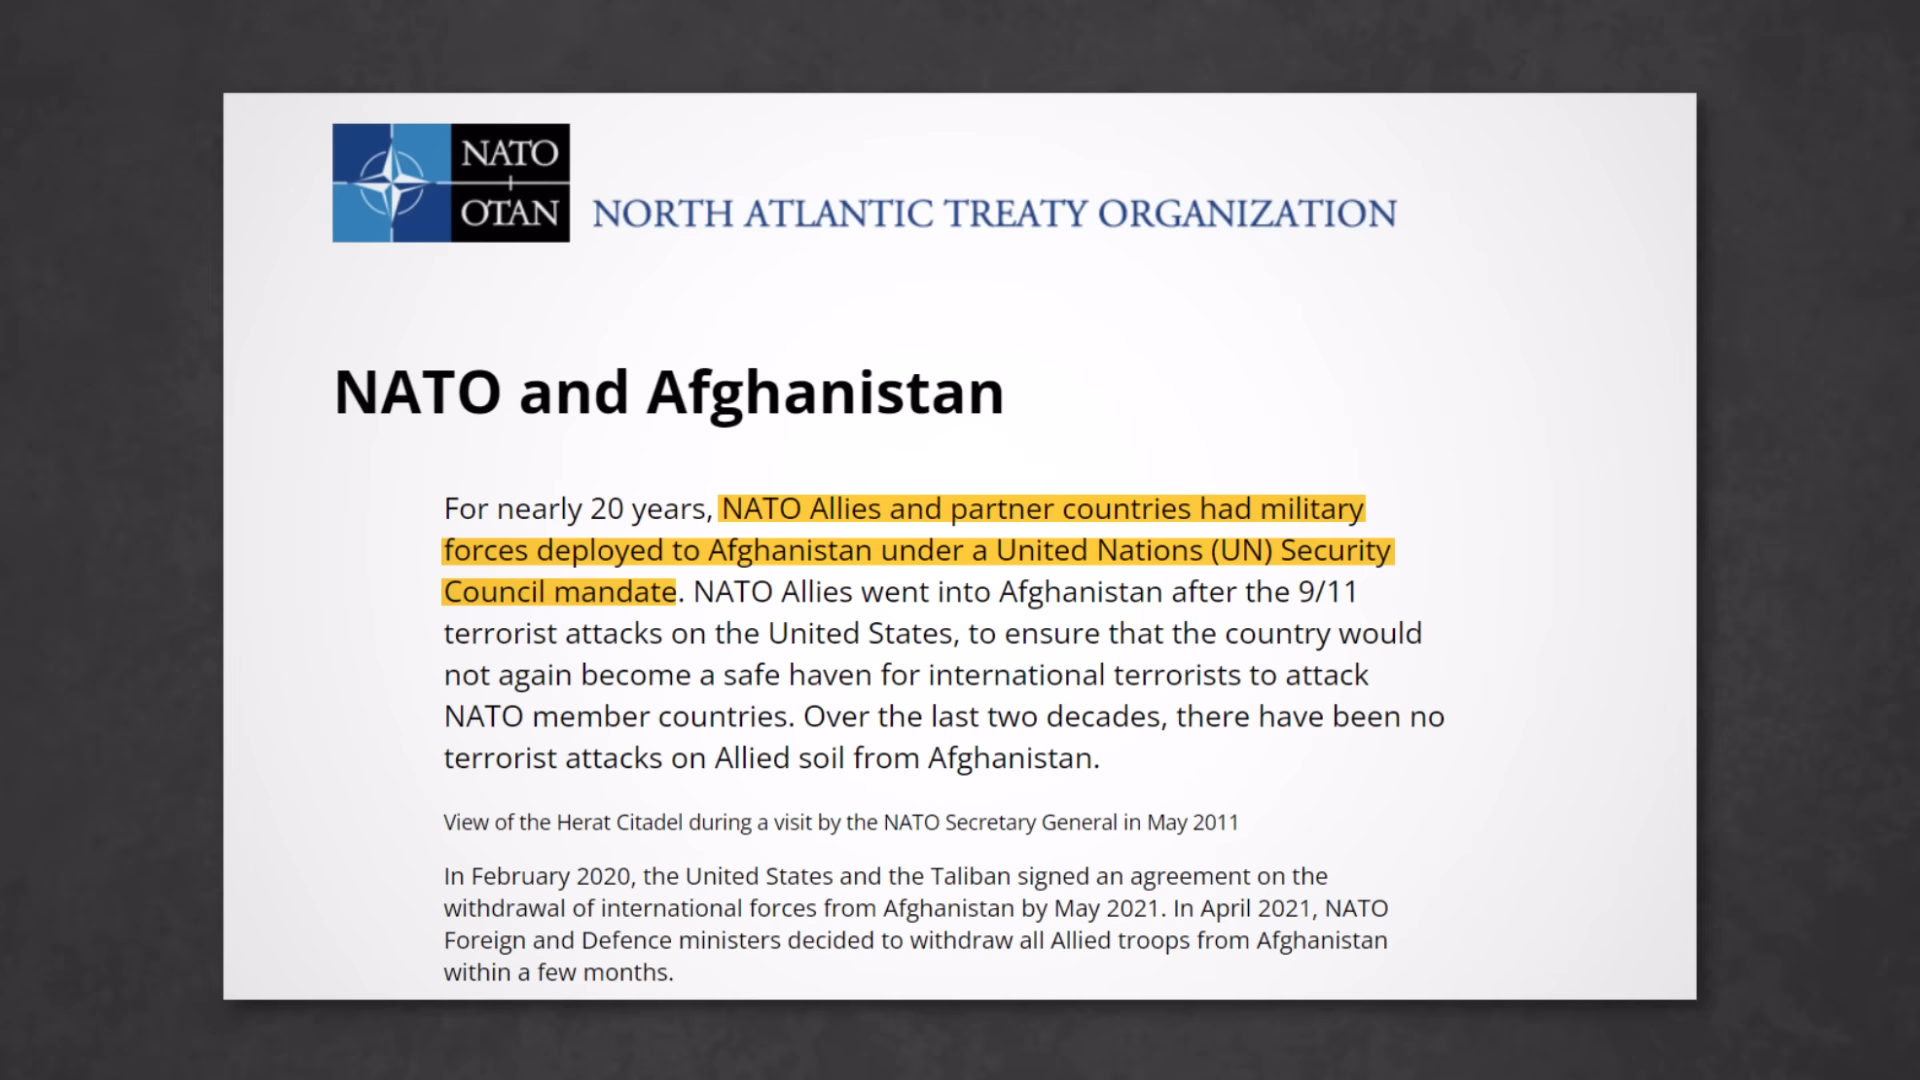 NATO
OTAN
NORTH ATLANTIC TREATY ORGANIZATION
NATO and Afghanistan
For nearly 20 years, NATO Allies and partner countries had military
forces deployed to Afghanistan under a United Nations (UN) Security
Council mandate. NATO Allies went into Afghanistan after the 9/11
terrorist attacks on the United States, to ensure that the country would
not again become a safe haven for international terrorists to attack
NATO member countries. Over the last two decades, there have been no
terrorist attacks on Allied soil from Afghanistan.
View of the Herat Citadel during a visit by the NATO Secretary General in May 2011
In February 2020, the United States and the Taliban signed an agreement on the
withdrawal of international forces from Afghanistan by May 2021. In April 2021, NATO
Foreign and Defence ministers decided to withdraw all Allied troops from Afghanistan
within a few months.